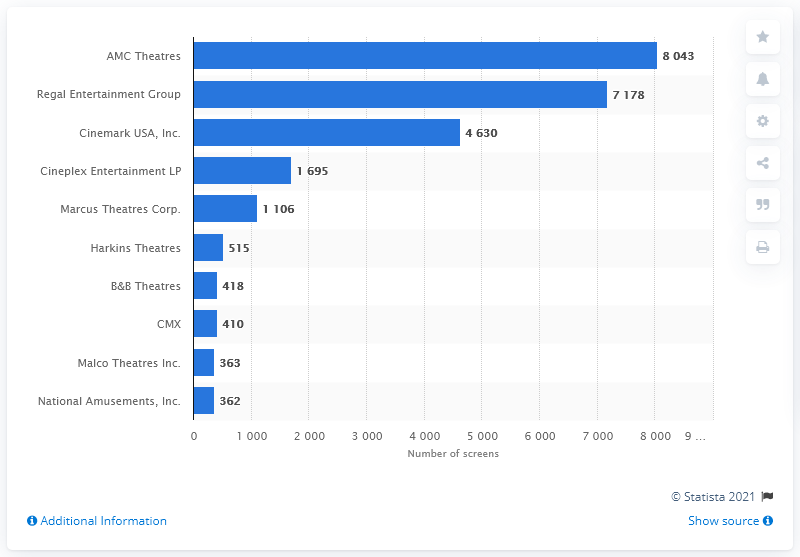 AMC Theatres 8 043
Regal Entertainment Group 7 178
Cinemark USA, Inc. 4 630
Cineplex Entertainment LP 1 695
Marcus Theatres Corp. 1 106
Harkins Theatres 515
B&B Theatres 418
CMX 410
Malco Theatres Inc. 363
National Amusements, Inc. 362
0 1 000 2 000 3 000 4 000 5 000 6 000 7 000 8 000 9 ...
Number of screens
© Statista 2021
Additional Information Show source